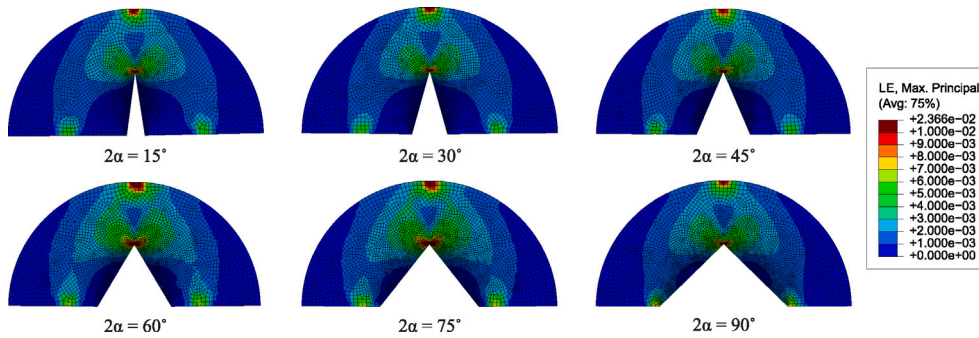 2α = 15˚
2α = 30˚
2α = 45˚
2α = 60˚
2α = 75˚
2α = 90˚
LE, Max. Principal
(Avg: 75%)
+2.366e−02
+1.000e−02
+9.000e−03
+8.000e−03
+7.000e−03
+6.000e−03
+5.000e−03
+4.000e−03
+3.000e−03
+2.000e−03
+1.000e−03
+0.000e+00